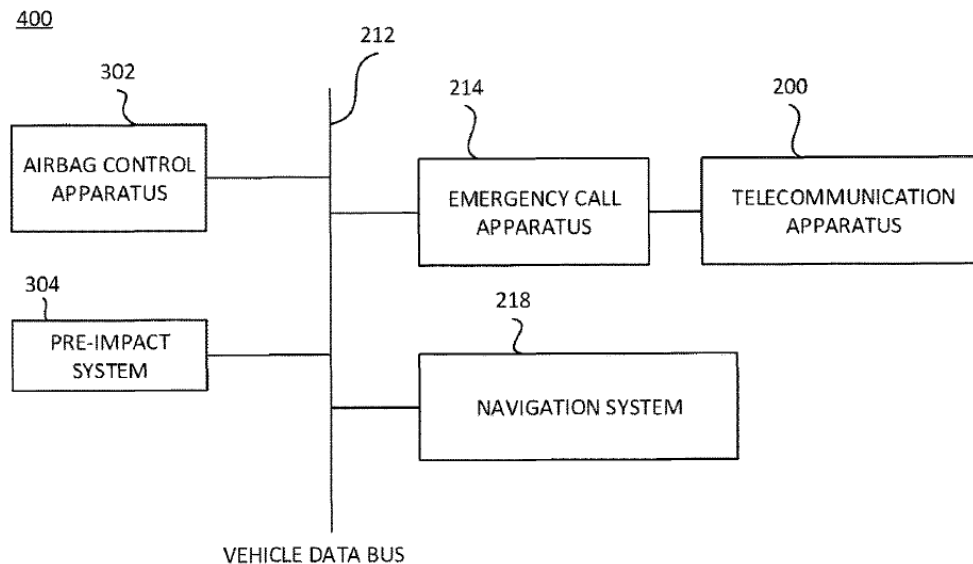 400
212
302
214
200
AIRBAG CONTROL
APPARATUS
EMERGENCY CALL
APPARATUS
TELECOMMUNICATION
APPARATUS
304
218
PRE-IMPACT
SYSTEM
NAVIGATION SYSTEM
VEHICLE DATA BUS